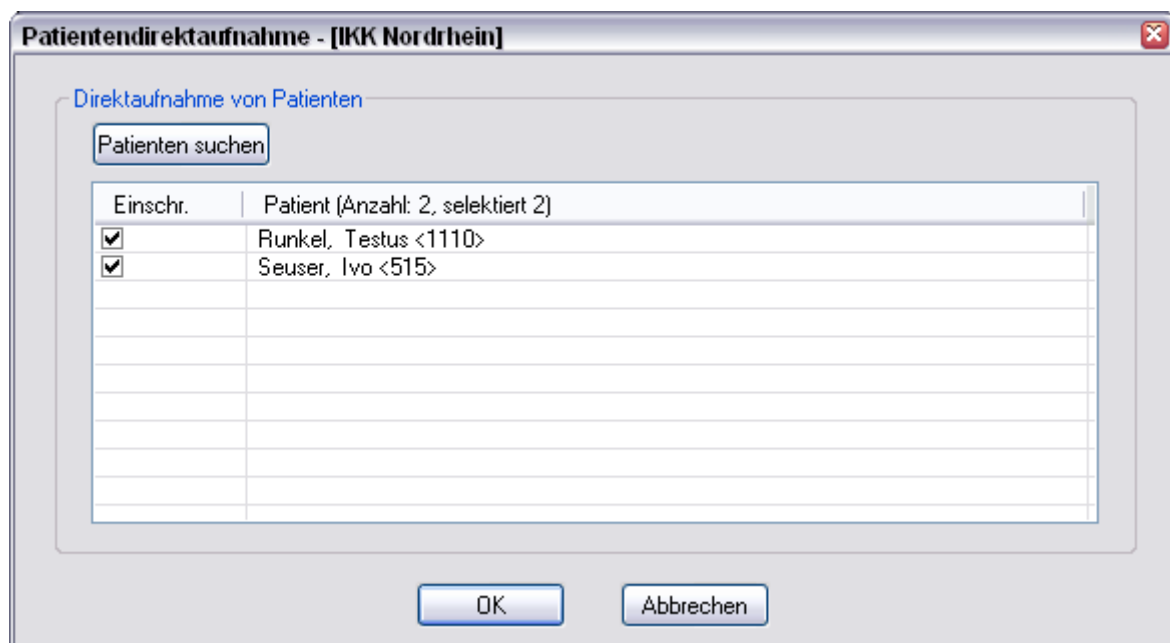 Patientendirektaufnahme - [IKK Nordrhein]
Direktaufnahme von Patienten
Patienten suchen
Einschr. Patient (Anzahl: 2, selektiert 2)
Runkel, Testus <1110>
Seuser, Ivo <515>
OK Abbrechen